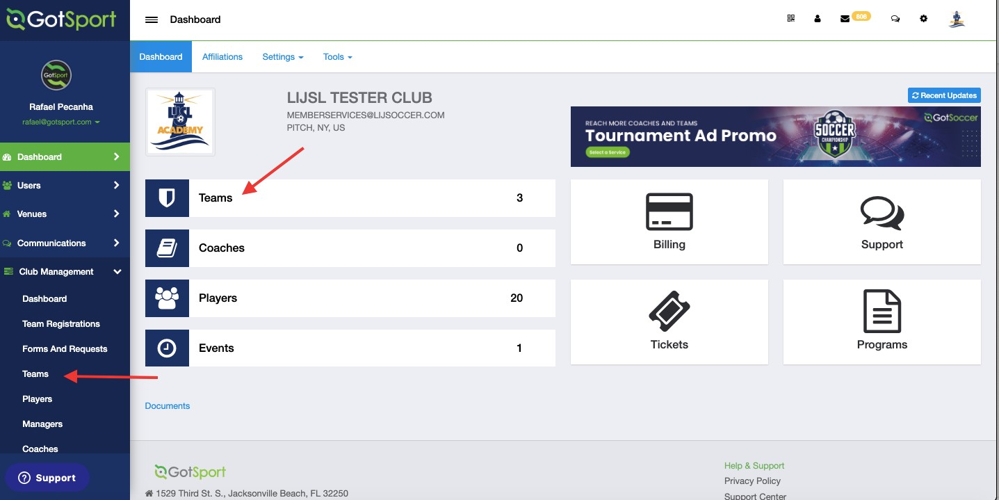 GotSport
Dashboard
808
GotSport
Rafael Pecanha
rafael@gotsport.com
Dashboard
Users
Venues
Communications
Club Management
Dashboard
Team Registrations
Forms And Requests
Teams
Players
Managers
Coaches
Support
Dashboard Affiliations Settings Tools
LIJSL
ACADEMY
LIJSL TESTER CLUB
MEMBERSERVICES@LIJSOCCER.COM
PITCH, NY, US
Recent Updates
REACH MORE COACHES AND TEAMS
Tournament Ad Promo
Select a Service
SOCCER
CHAMPIONSHIP
GotSoccer
Teams 3
Coaches 0
Players 20
Events 1
Billing
Support
Tickets
Programs
Documents
GotSport
1529 Third St. S., Jacksonville Beach, FL 32250
Help & Support
Privacy Policy
Support Center